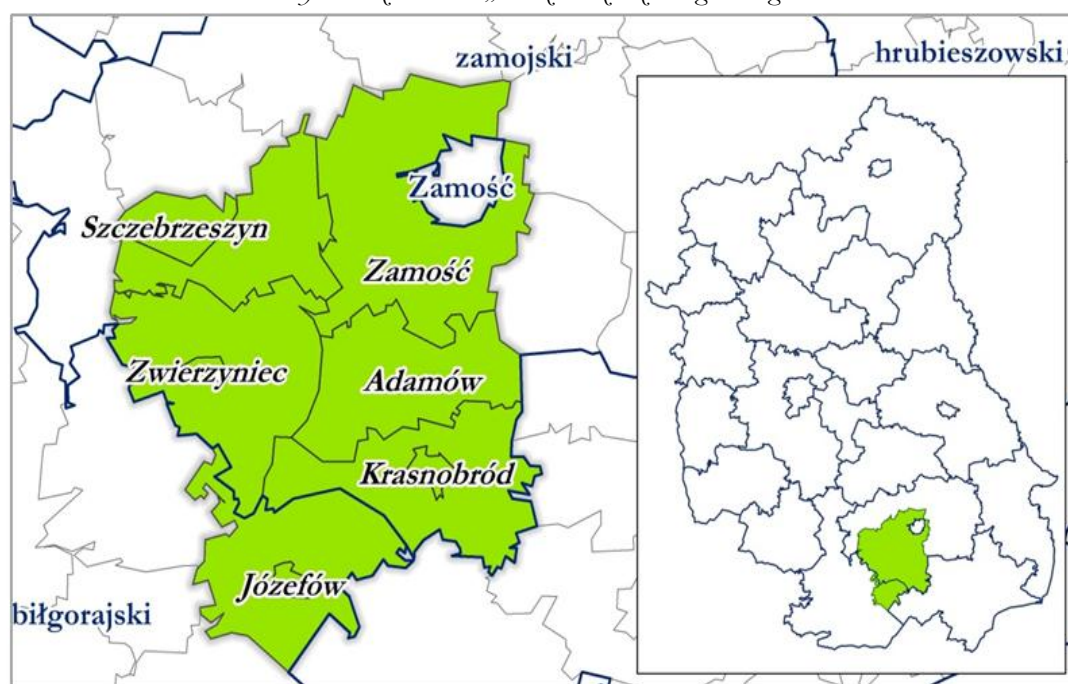 zamojski
hrubieszowski
Zamość
Szczebrzeszyn
Zamość
Zwierzyniec
Adamów
Krasnobród
Józefów
biłgorajski